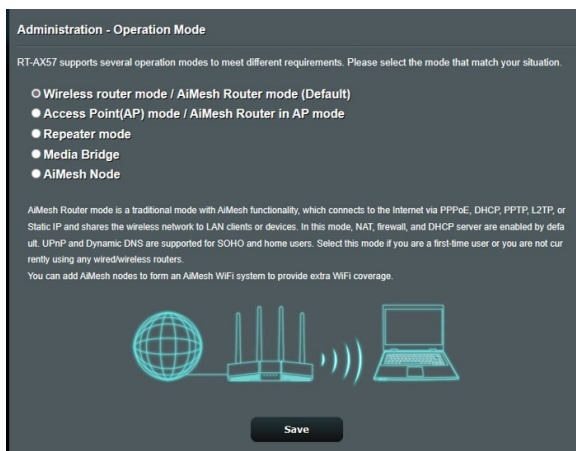 Administration - Operation Mode
RT-AX57 supports several operation modes to meet different requirements. Please select the mode that match your situation.
Wireless router mode / AiMesh Router mode (Default)
Access Point(AP) mode / AiMesh Router in AP mode
Repeater mode
Media Bridge
AiMesh Node
AiMesh Router mode is a traditional mode with AiMesh functionality, which connects to the Internet via PPPoE, DHCP, PPTP, L2TP, or
Static IP and shares the wireless network to LAN clients or devices. In this mode, NAT, firewall, and DHCP server are enabled by defa
ult. UPnP and Dynamic DNS are supported for SOHO and home users. Select this mode if you are a first-time user or you are not cur
rently using any wired/wireless routers.
You can add AiMesh nodes to form an AiMesh WiFi system to provide extra WiFi coverage.
Save